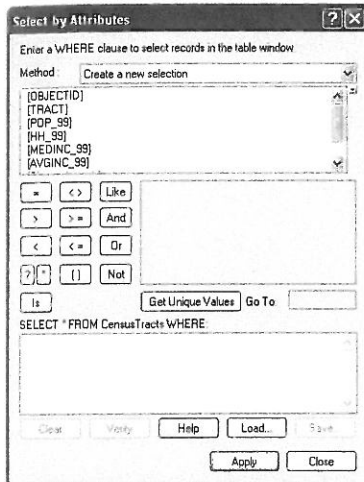 Select by Attributes
Enter a WHERE clause to select records in the table window.
Method : Create a new selection
[OBJECTID]
[TRACT]
[POP_99]
[HH_99]
[MEDINC_99]
[AVGINC_99]
= <> Like
> >= And
< <= Or
? * () Not
Is Get Unique Values Go To
SELECT * FROM CensusTracts WHERE:
Clear Verify Help Load... Save...
Apply Close